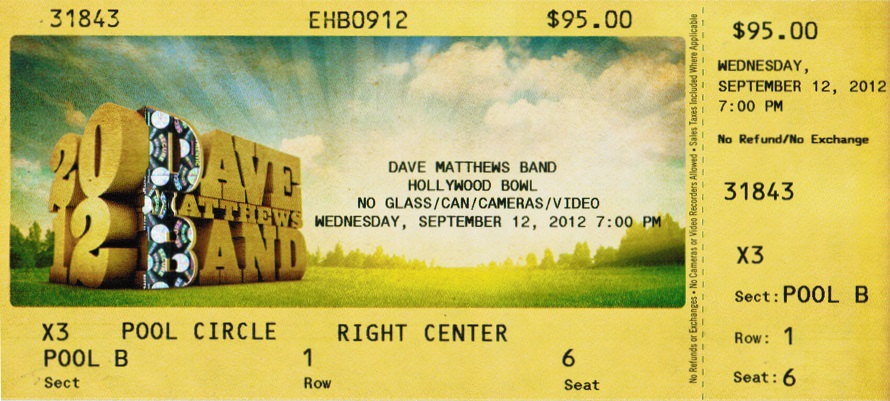 31843 EHB0912 $95.00
20 DAVE
MATTHEWS
12 BAND
DAVE MATTHEWS BAND
HOLLYWOOD BOWL
NO GLASS/CAN/CAMERAS/VIDEO
WEDNESDAY, SEPTEMBER 12, 2012 7:00 PM
X3 POOL CIRCLE RIGHT CENTER
POOL B 1 6
Sect Row Seat
No Refunds or Exchanges • No Cameras or Video Recorders Allowed • Sales Taxes Included Where Applicable
$95.00
WEDNESDAY,
SEPTEMBER 12, 2012
7:00 PM
No Refund/No Exchange
31843
X3
Sect: POOL B
Row: 1
Seat: 6